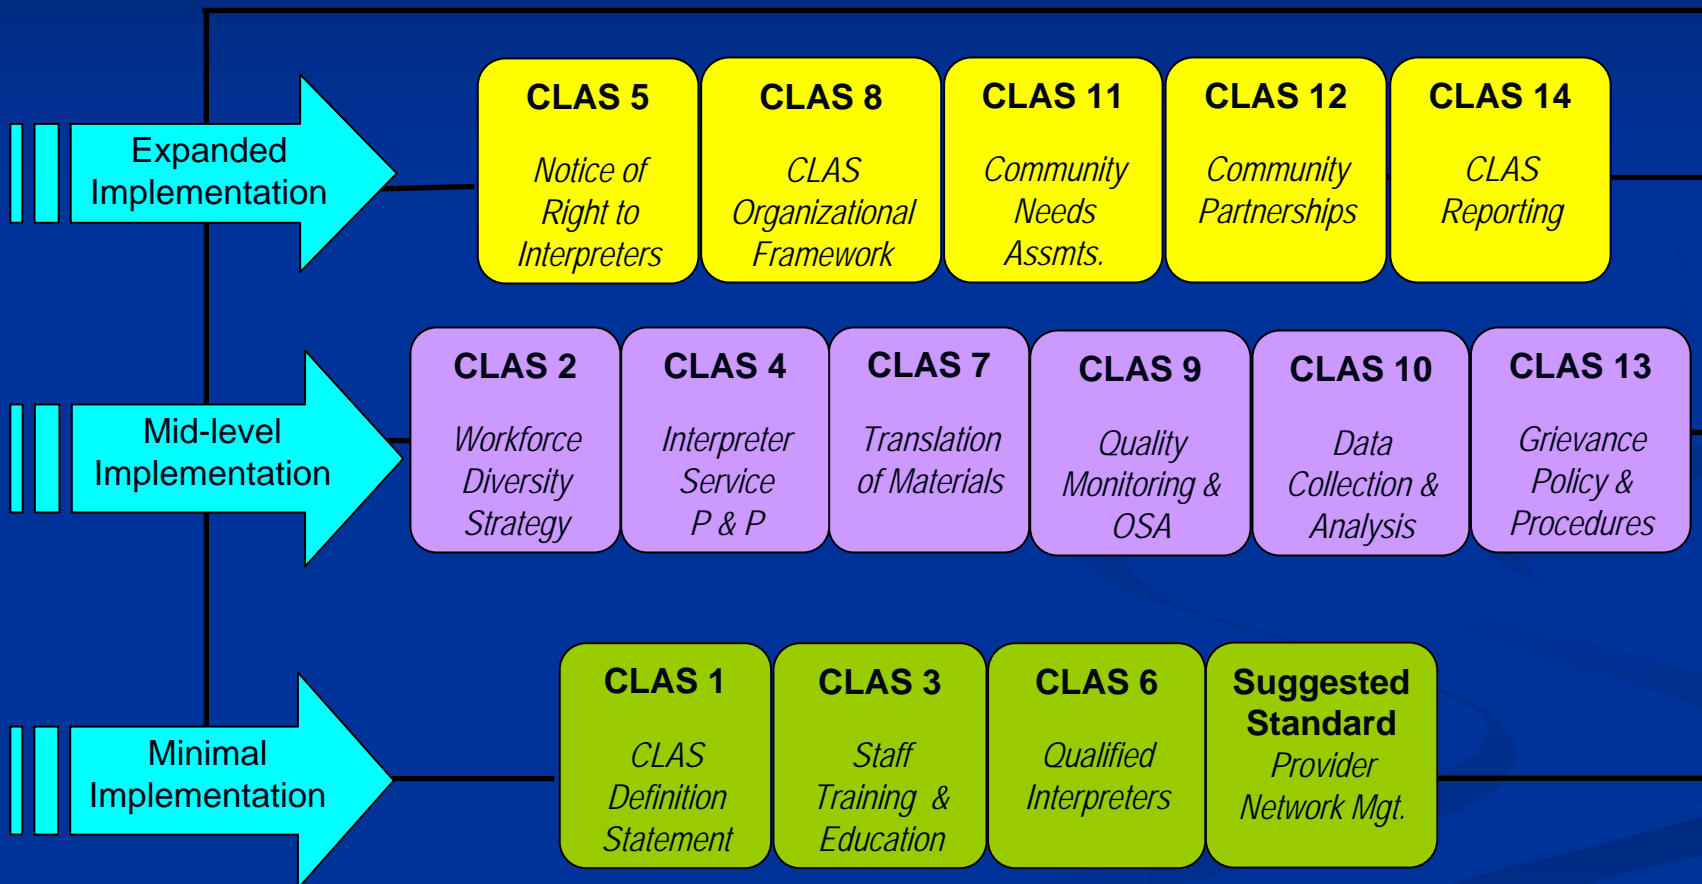 Expanded
Implementation
CLAS 5
Notice of
Right to
Interpreters
CLAS 8
CLAS
Organizational
Framework
CLAS 11
Community
Needs
Assmts.
CLAS 12
Community
Partnerships
CLAS 14
CLAS
Reporting
Mid-level
Implementation
CLAS 2
Workforce
Diversity
Strategy
CLAS 4
Interpreter
Service
P & P
CLAS 7
Translation
of Materials
CLAS 9
Quality
Monitoring &
OSA
CLAS 10
Data
Collection &
Analysis
CLAS 13
Grievance
Policy &
Procedures
Minimal
Implementation
CLAS 1
CLAS
Definition
Statement
CLAS 3
Staff
Training & 
Education
CLAS 6
Qualified
Interpreters
Suggested
Standard
Provider
Network Mgt.